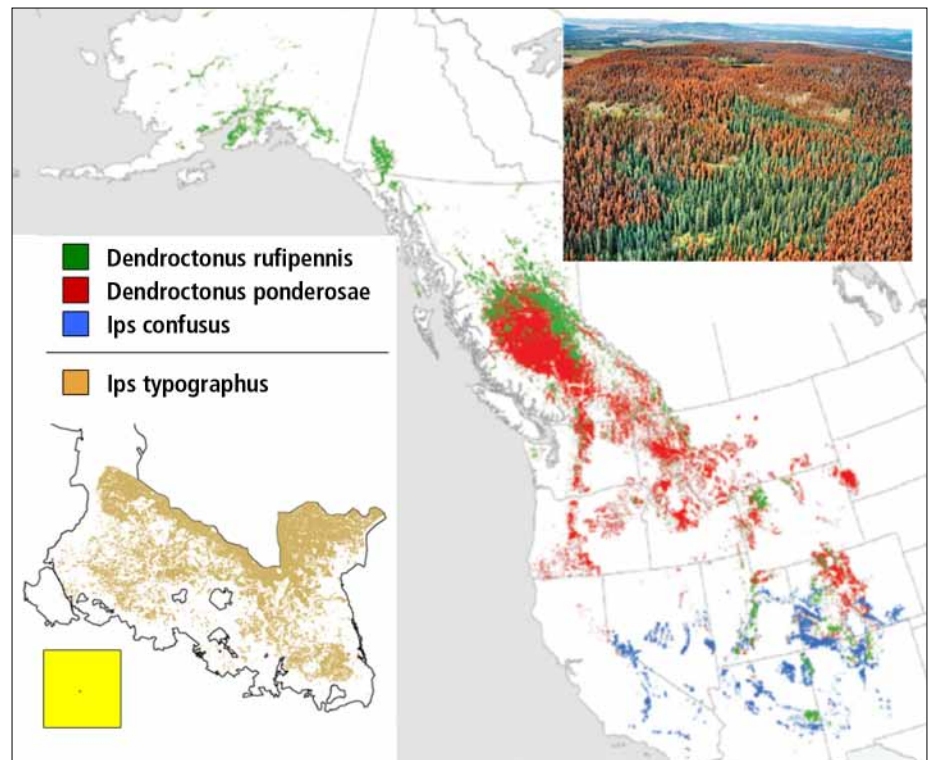 Dendroctonus rufipennis
Dendroctonus ponderosae
Ips confusus
Ips typographus